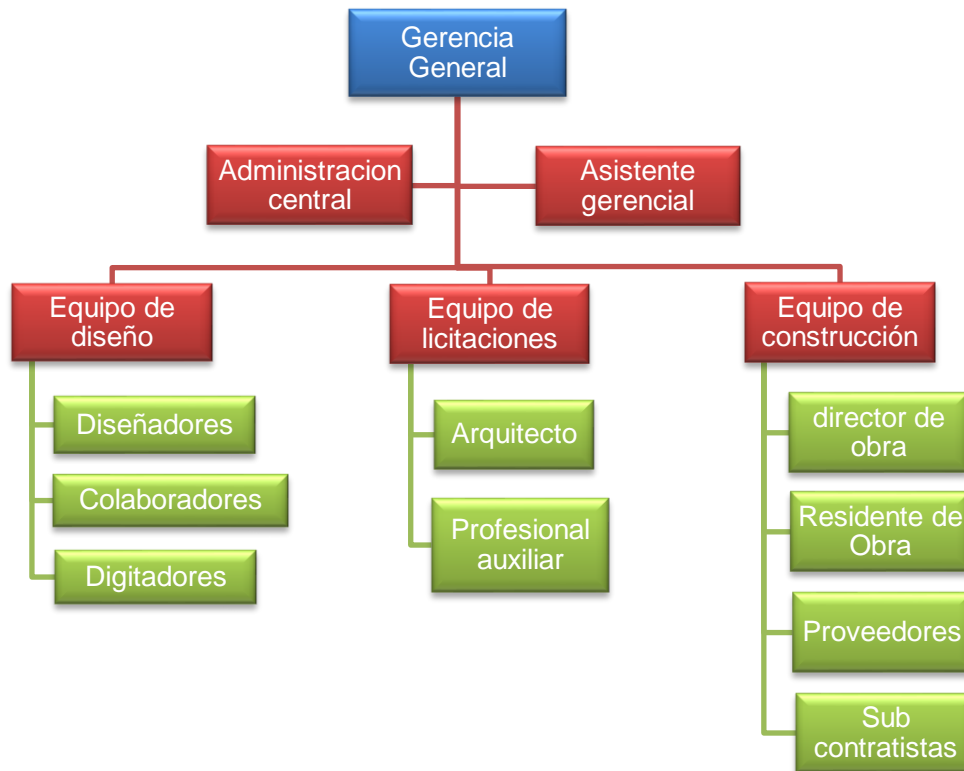 Gerencia
General
Administracion
central
Asistente
gerencial
Equipo de
diseño
Equipo de
licitaciones
Equipo de
construcción
Diseñadores
Colaboradores
Digitadores
Arquitecto
Profesional
auxiliar
director de
obra
Residente de
Obra
Proveedores
Sub
contratistas